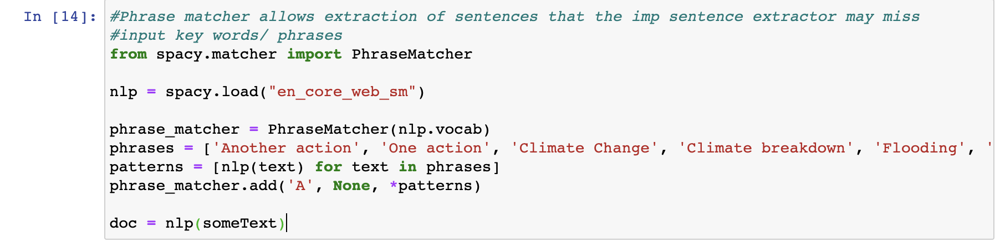 In [14]: #Phrase matcher allows extraction of sentences that the imp sentence extractor may miss
#input key words/ phrases
from spacy.matcher import PhraseMatcher
nlp = spacy.load("en_core_web_sm")
phrase_matcher = PhraseMatcher(nlp.vocab)
phrases = ['Another action', 'One action', 'Climate Change', 'Climate breakdown', 'Flooding', '
patterns = [nlp(text) for text in phrases]
phrase_matcher.add('A', None, *patterns)
doc = nlp(someText)